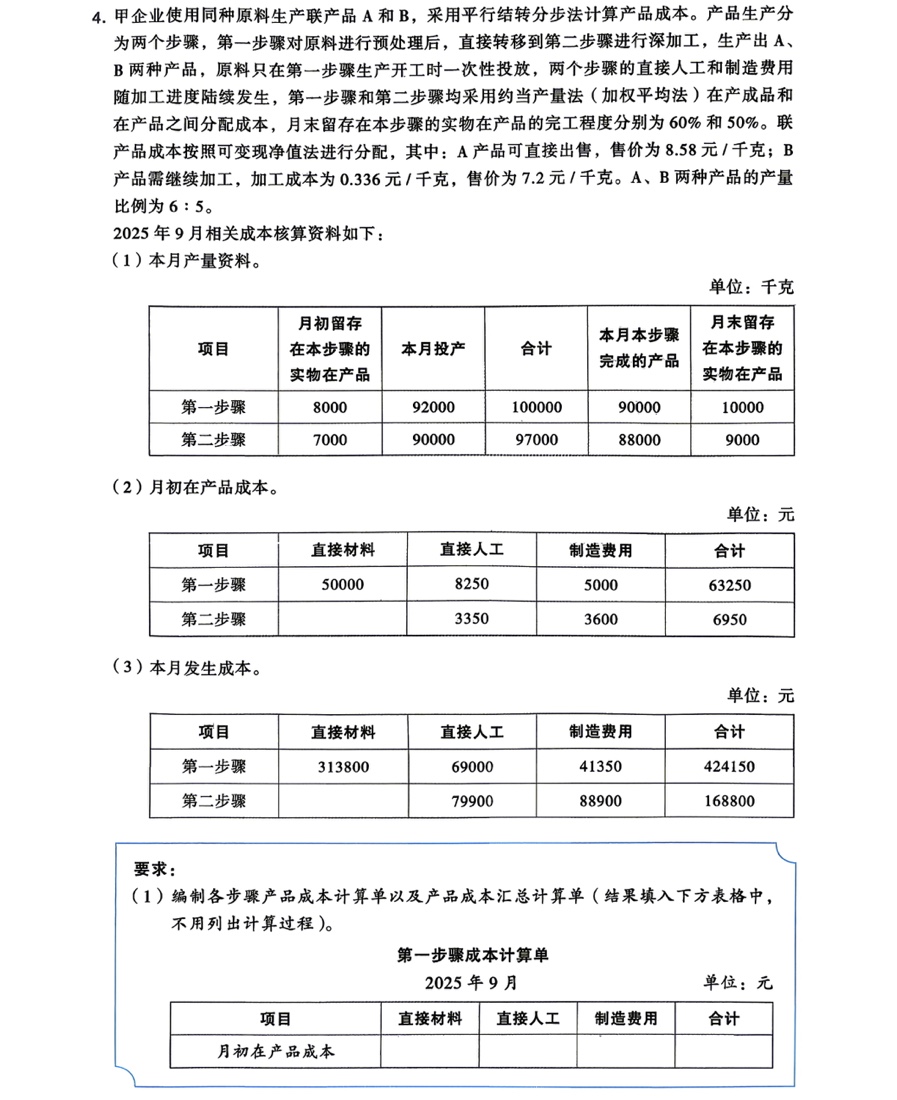 4. 甲企业使用同种原料生产联产品 A 和 B，采用平行结转分步法计算产品成本。产品生产分
为两个步骤，第一步骤对原料进行预处理后，直接转移到第二步骤进行深加工，生产出 A、
B 两种产品，原料只在第一步骤生产开工时一次性投放，两个步骤的直接人工和制造费用
随加工进度陆续发生，第一步骤和第二步骤均采用约当产量法（加权平均法）在产成品和
在产品之间分配成本，月末留存在本步骤的实物在产品的完工程度分别为 60% 和 50%。联
产品成本按照可变现净值法进行分配，其中：A 产品可直接出售，售价为 8.58 元 / 千克；B
产品需继续加工，加工成本为 0.336 元 / 千克，售价为 7.2 元 / 千克。A、B 两种产品的产量
比例为 6：5。
2025 年 9 月相关成本核算资料如下：
（1）本月产量资料。
单位：千克
项目 月初留存在本步骤的实物在产品 本月投产 合计 本月本步骤完成的产品 月末留存在本步骤的实物在产品
第一步骤 8000 92000 100000 90000 10000
第二步骤 7000 90000 97000 88000 9000
（2）月初在产品成本。
单位：元
项目 直接材料 直接人工 制造费用 合计
第一步骤 50000 8250 5000 63250
第二步骤 3350 3600 6950
（3）本月发生成本。
单位：元
项目 直接材料 直接人工 制造费用 合计
第一步骤 313800 69000 41350 424150
第二步骤 79900 88900 168800
要求：
（1）编制各步骤产品成本计算单以及产品成本汇总计算单（结果填入下方表格中，
不用列出计算过程）。
第一步骤成本计算单
2025 年 9 月 单位：元
项目 直接材料 直接人工 制造费用 合计
月初在产品成本